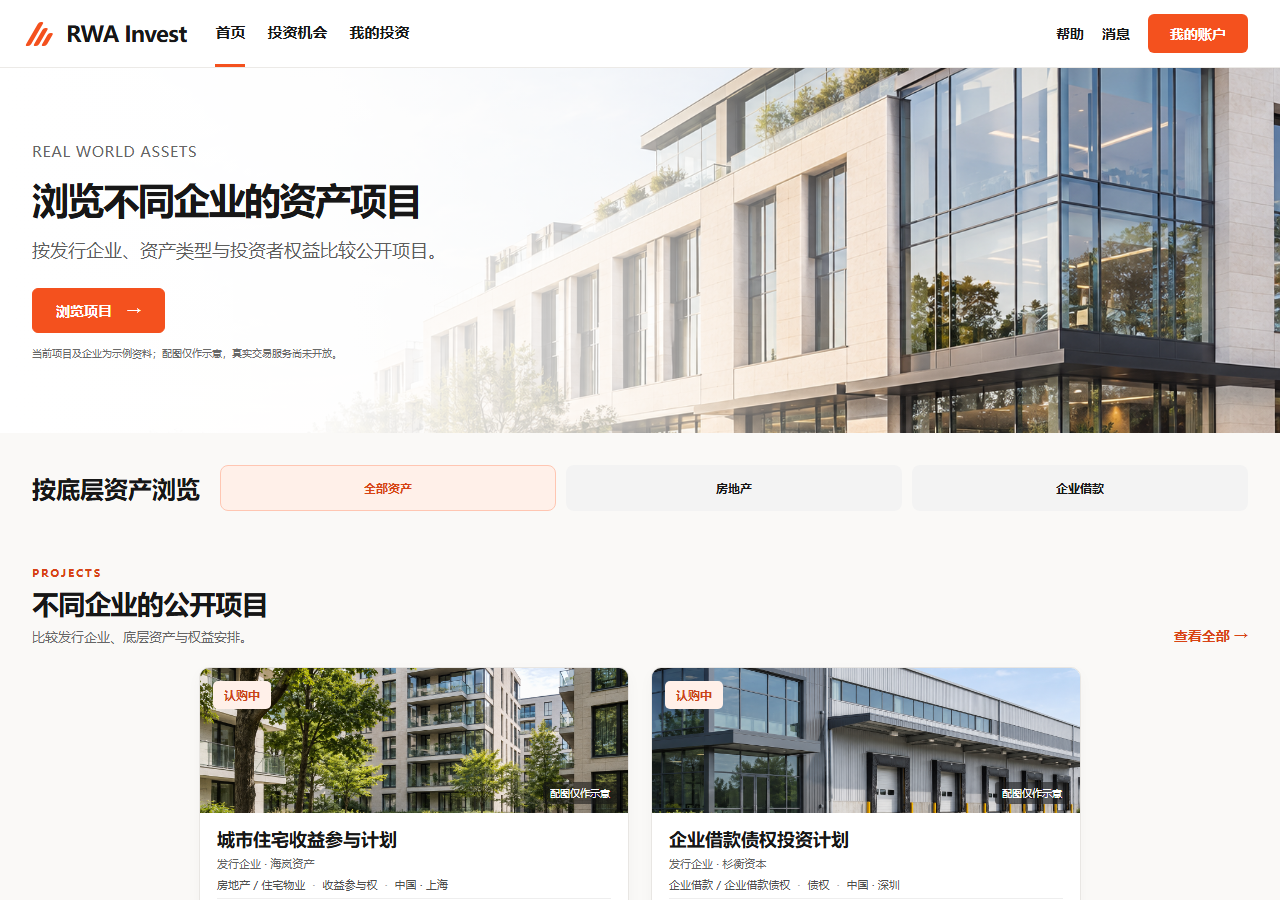 RWA Invest 首页 投资机会 我的投资 帮助 消息 我的账户
REAL WORLD ASSETS
浏览不同企业的资产项目
按发行企业、资产类型与投资者权益比较公开项目。
浏览项目 →
当前项目及企业为示例资料；配图仅作示意，真实交易服务尚未开放。
按底层资产浏览 全部资产 房地产 企业借款
PROJECTS
不同企业的公开项目
比较发行企业、底层资产与权益安排。
查看全部 →
认购中
配图仅作示意
城市住宅收益参与计划
发行企业 · 海岚资产
房地产 / 住宅物业 · 收益参与权 · 中国 · 上海
认购中
配图仅作示意
企业借款债权投资计划
发行企业 · 杉衡资本
企业借款 / 企业借款债权 · 债权 · 中国 · 深圳